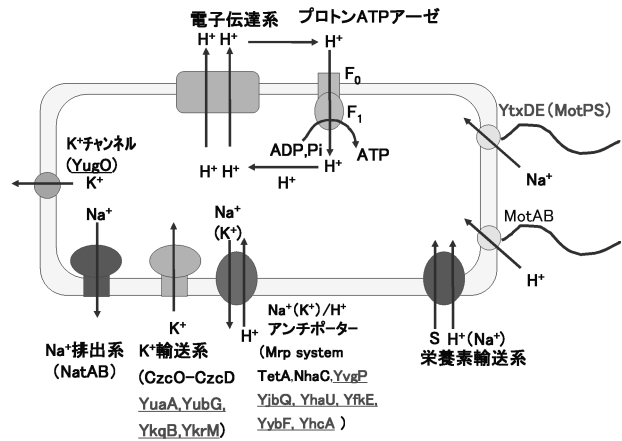 電子伝達系
プロトンATPアーゼ
H⁺ H⁺
H⁺
F₀
F₁
YtxDE(MotPS)
K⁺チャンネル
(YugO)
K⁺
ADP,Pi
ATP
H⁺ H⁺
H⁺
H⁺
Na⁺
Na⁺
Na⁺
(K⁺)
MotAB
H⁺
K⁺
H⁺
S H⁺(Na⁺)
栄養素輸送系
Na⁺排出系
(NatAB)
K⁺輸送系
(CzcO-CzcD
YuaA,YubG,
YkqB,YkrM)
Na⁺(K⁺)/H⁺
アンチポーター
(Mrp system
TetA,NhaC,YvgP
YjbQ, YhaU, YfkE,
YybF, YhcA )